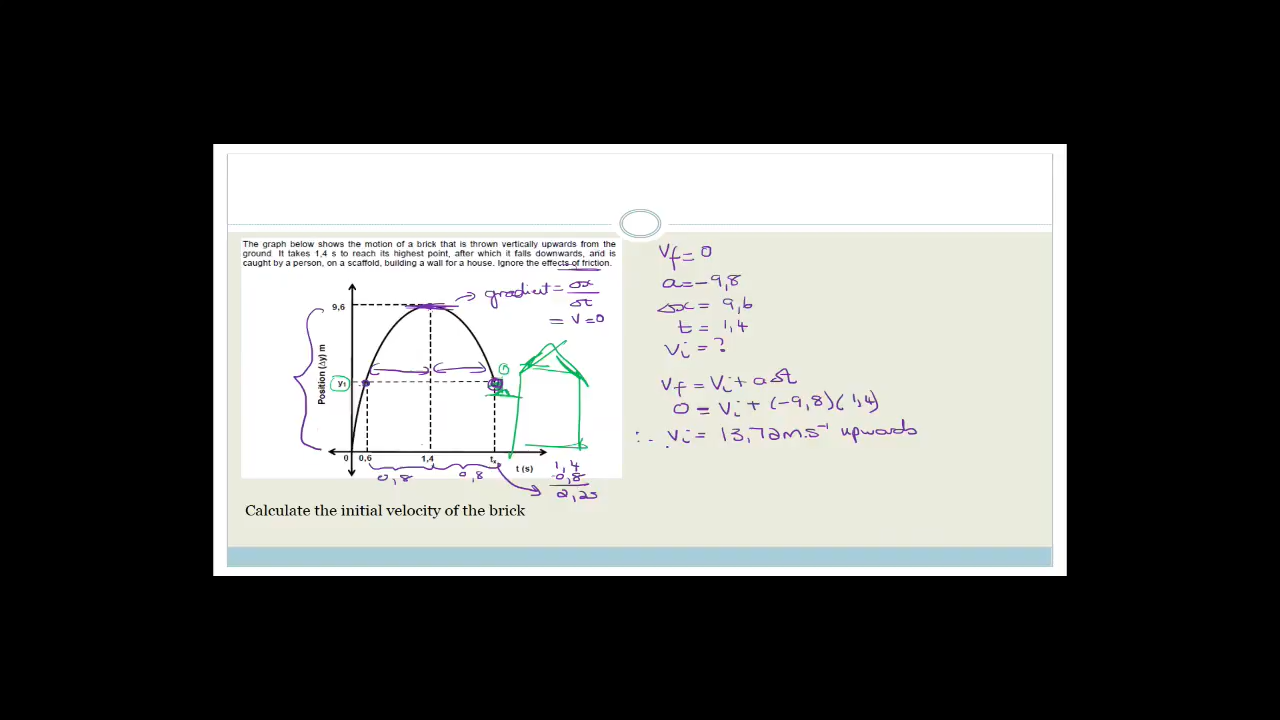 The graph below shows the motion of a brick that is thrown vertically upwards from the
ground. It takes 1,4 s to reach its highest point, after which it falls downwards, and is
caught by a person, on a scaffold, building a wall for a house. Ignore the effects of friction.
9,6
gradient = Δx
Δt
= V = 0
Position (Δy) m
y₁
0 0,6 1,4 tₓ t (s)
0,8 0,8
1,4
0,8
2,2s
Calculate the initial velocity of the brick
Vf = 0
a = -9,8
Δx = 9,6
t = 1,4
Vi = ?
Vf = Vi + aΔt
0 = Vi + (-9,8)(1,4)
∴ Vi = 13,72m.s⁻¹ upwards